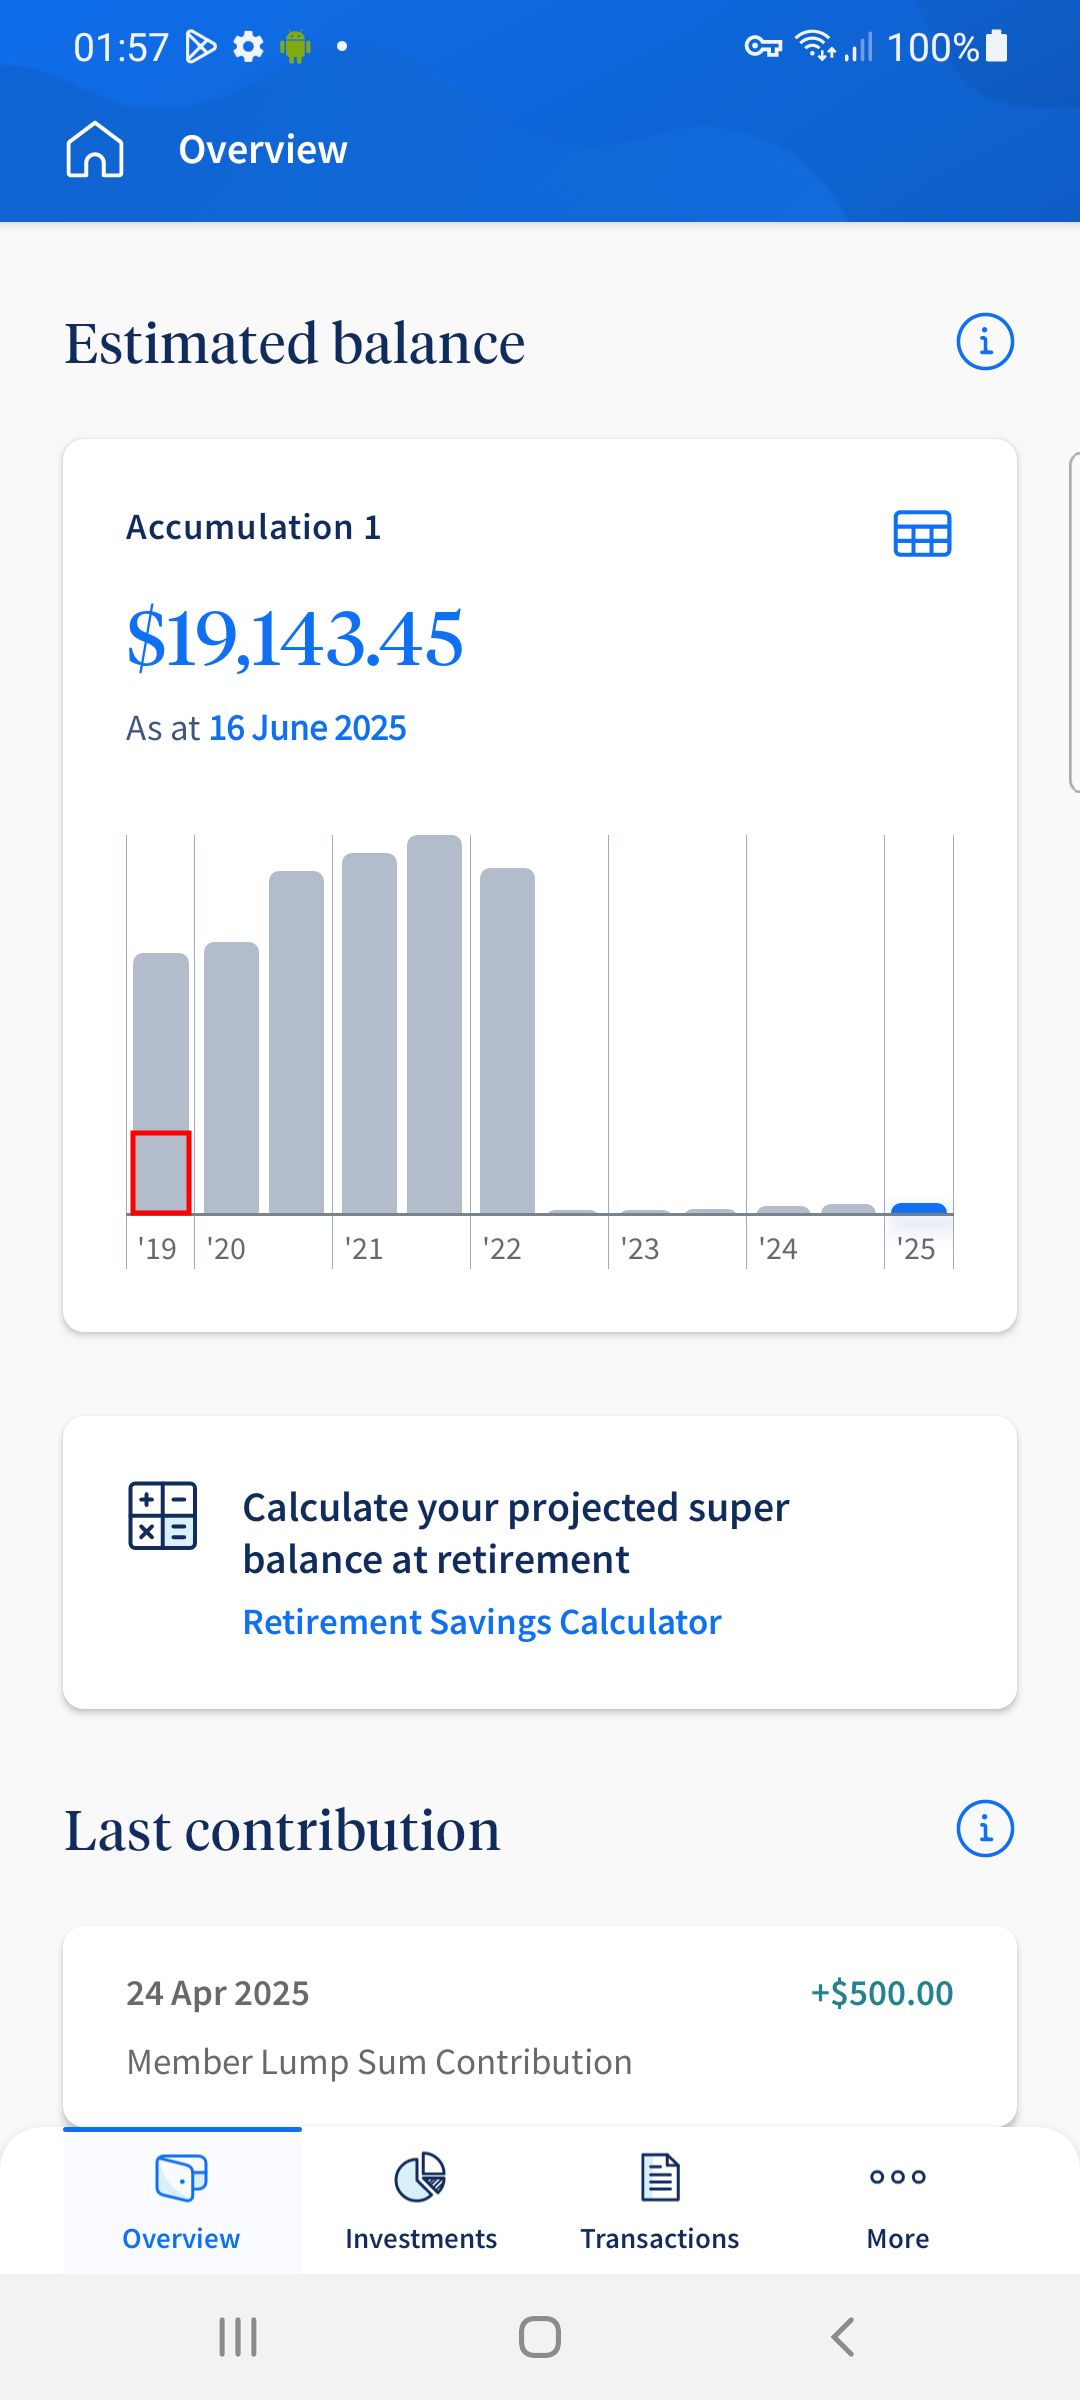 01:57 100%
Overview
Estimated balance
Accumulation 1
$19,143.45
As at 16 June 2025
'19 '20 '21 '22 '23 '24 '25
Calculate your projected super
balance at retirement
Retirement Savings Calculator
Last contribution
24 Apr 2025 +$500.00
Member Lump Sum Contribution
Overview Investments Transactions More